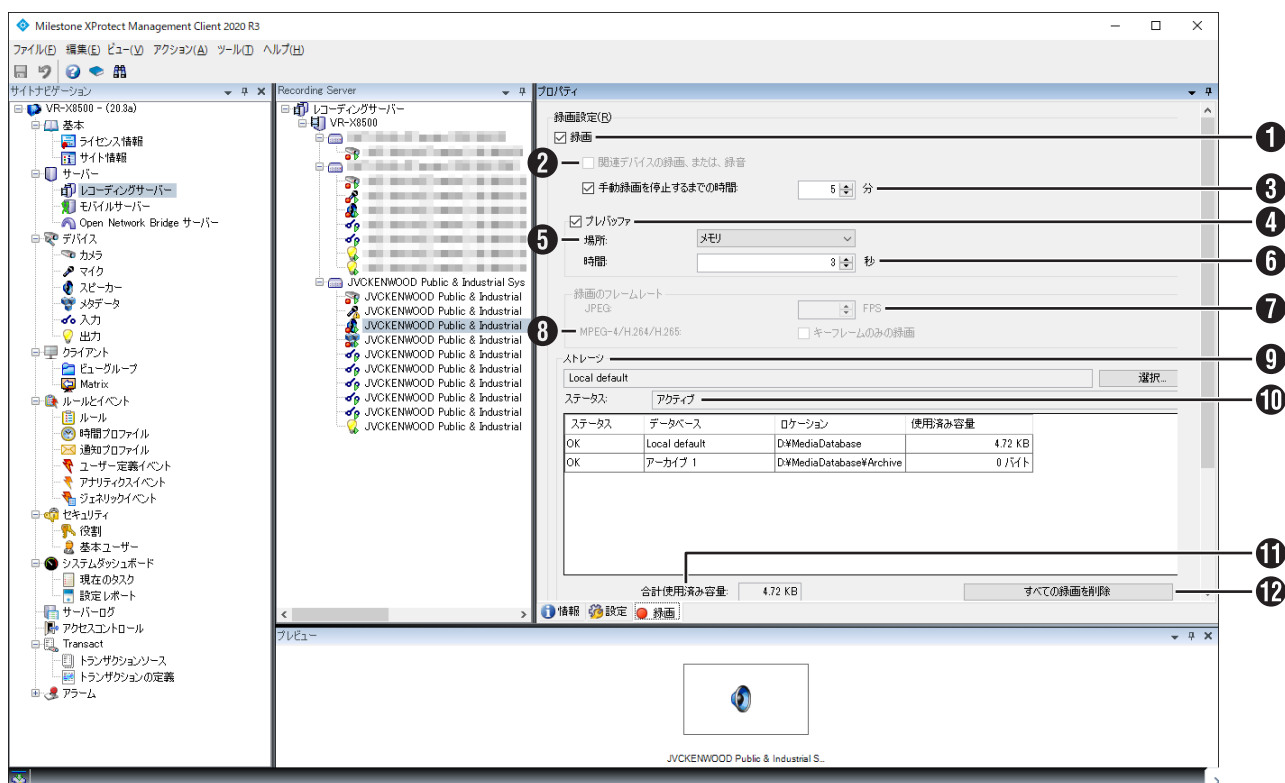 Milestone XProtect Management Client 2020 R3
ファイル(F) 編集(E) ビュー(V) アクション(A) ツール(T) ヘルプ(H)
サイトナビゲーション
VR-X8500 - (20.3a)
基本
ライセンス情報
サイト情報
サーバー
レコーディングサーバー
モバイルサーバー
Open Network Bridge サーバー
デバイス
カメラ
マイク
スピーカー
メタデータ
入力
出力
クライアント
ビューグループ
Matrix
ルールとイベント
ルール
時間プロファイル
通知プロファイル
ユーザー定義イベント
アナリティクスイベント
ジェネリックイベント
セキュリティ
役割
基本ユーザー
システムダッシュボード
現在のタスク
設定レポート
サーバーログ
アクセスコントロール
Transact
トランザクションソース
トランザクションの定義
アラーム
Recording Server
レコーディングサーバー
VR-X8500
JVCKENWOOD Public & Industrial Sys
JVCKENWOOD Public & Industrial
JVCKENWOOD Public & Industrial
JVCKENWOOD Public & Industrial
JVCKENWOOD Public & Industrial
JVCKENWOOD Public & Industrial
JVCKENWOOD Public & Industrial
JVCKENWOOD Public & Industrial
JVCKENWOOD Public & Industrial
JVCKENWOOD Public & Industrial
JVCKENWOOD Public & Industrial
プロパティ
録画設定(R)
録画 ❶
❷ 関連デバイスの録画、または、録音
手動録画を停止するまでの時間: 5 分 ❸
プレバッファ ❹
❺ 場所: メモリ
時間: 3 秒 ❻
録画のフレームレート
JPEG: FPS ❼
❽ MPEG-4/H.264/H.265: キーフレームのみの録画
ストレージ ❾
Local default 選択...
ステータス: アクティブ ❿
ステータス データベース ロケーション 使用済み容量
OK Local default D:¥MediaDatabase 4.72 KB
OK アーカイブ 1 D:¥MediaDatabase¥Archive 0 バイト
⓫
合計使用済み容量: 4.72 KB すべての録画を削除 ⓬
情報 設定 録画
プレビュー
JVCKENWOOD Public & Industrial S...